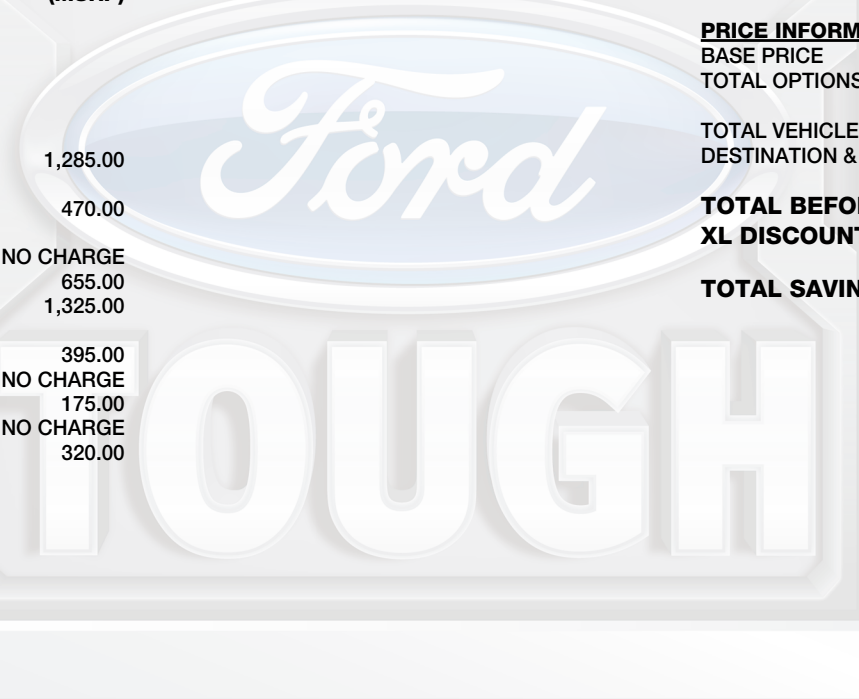 1,285.00
470.00
NO CHARGE
655.00
1,325.00
395.00
NO CHARGE
175.00
NO CHARGE
320.00
Ford
TOUGH
PRICE INFORM
BASE PRICE
TOTAL OPTIONS
TOTAL VEHICLE
DESTINATION &
TOTAL BEFO
XL DISCOUNT
TOTAL SAVIN